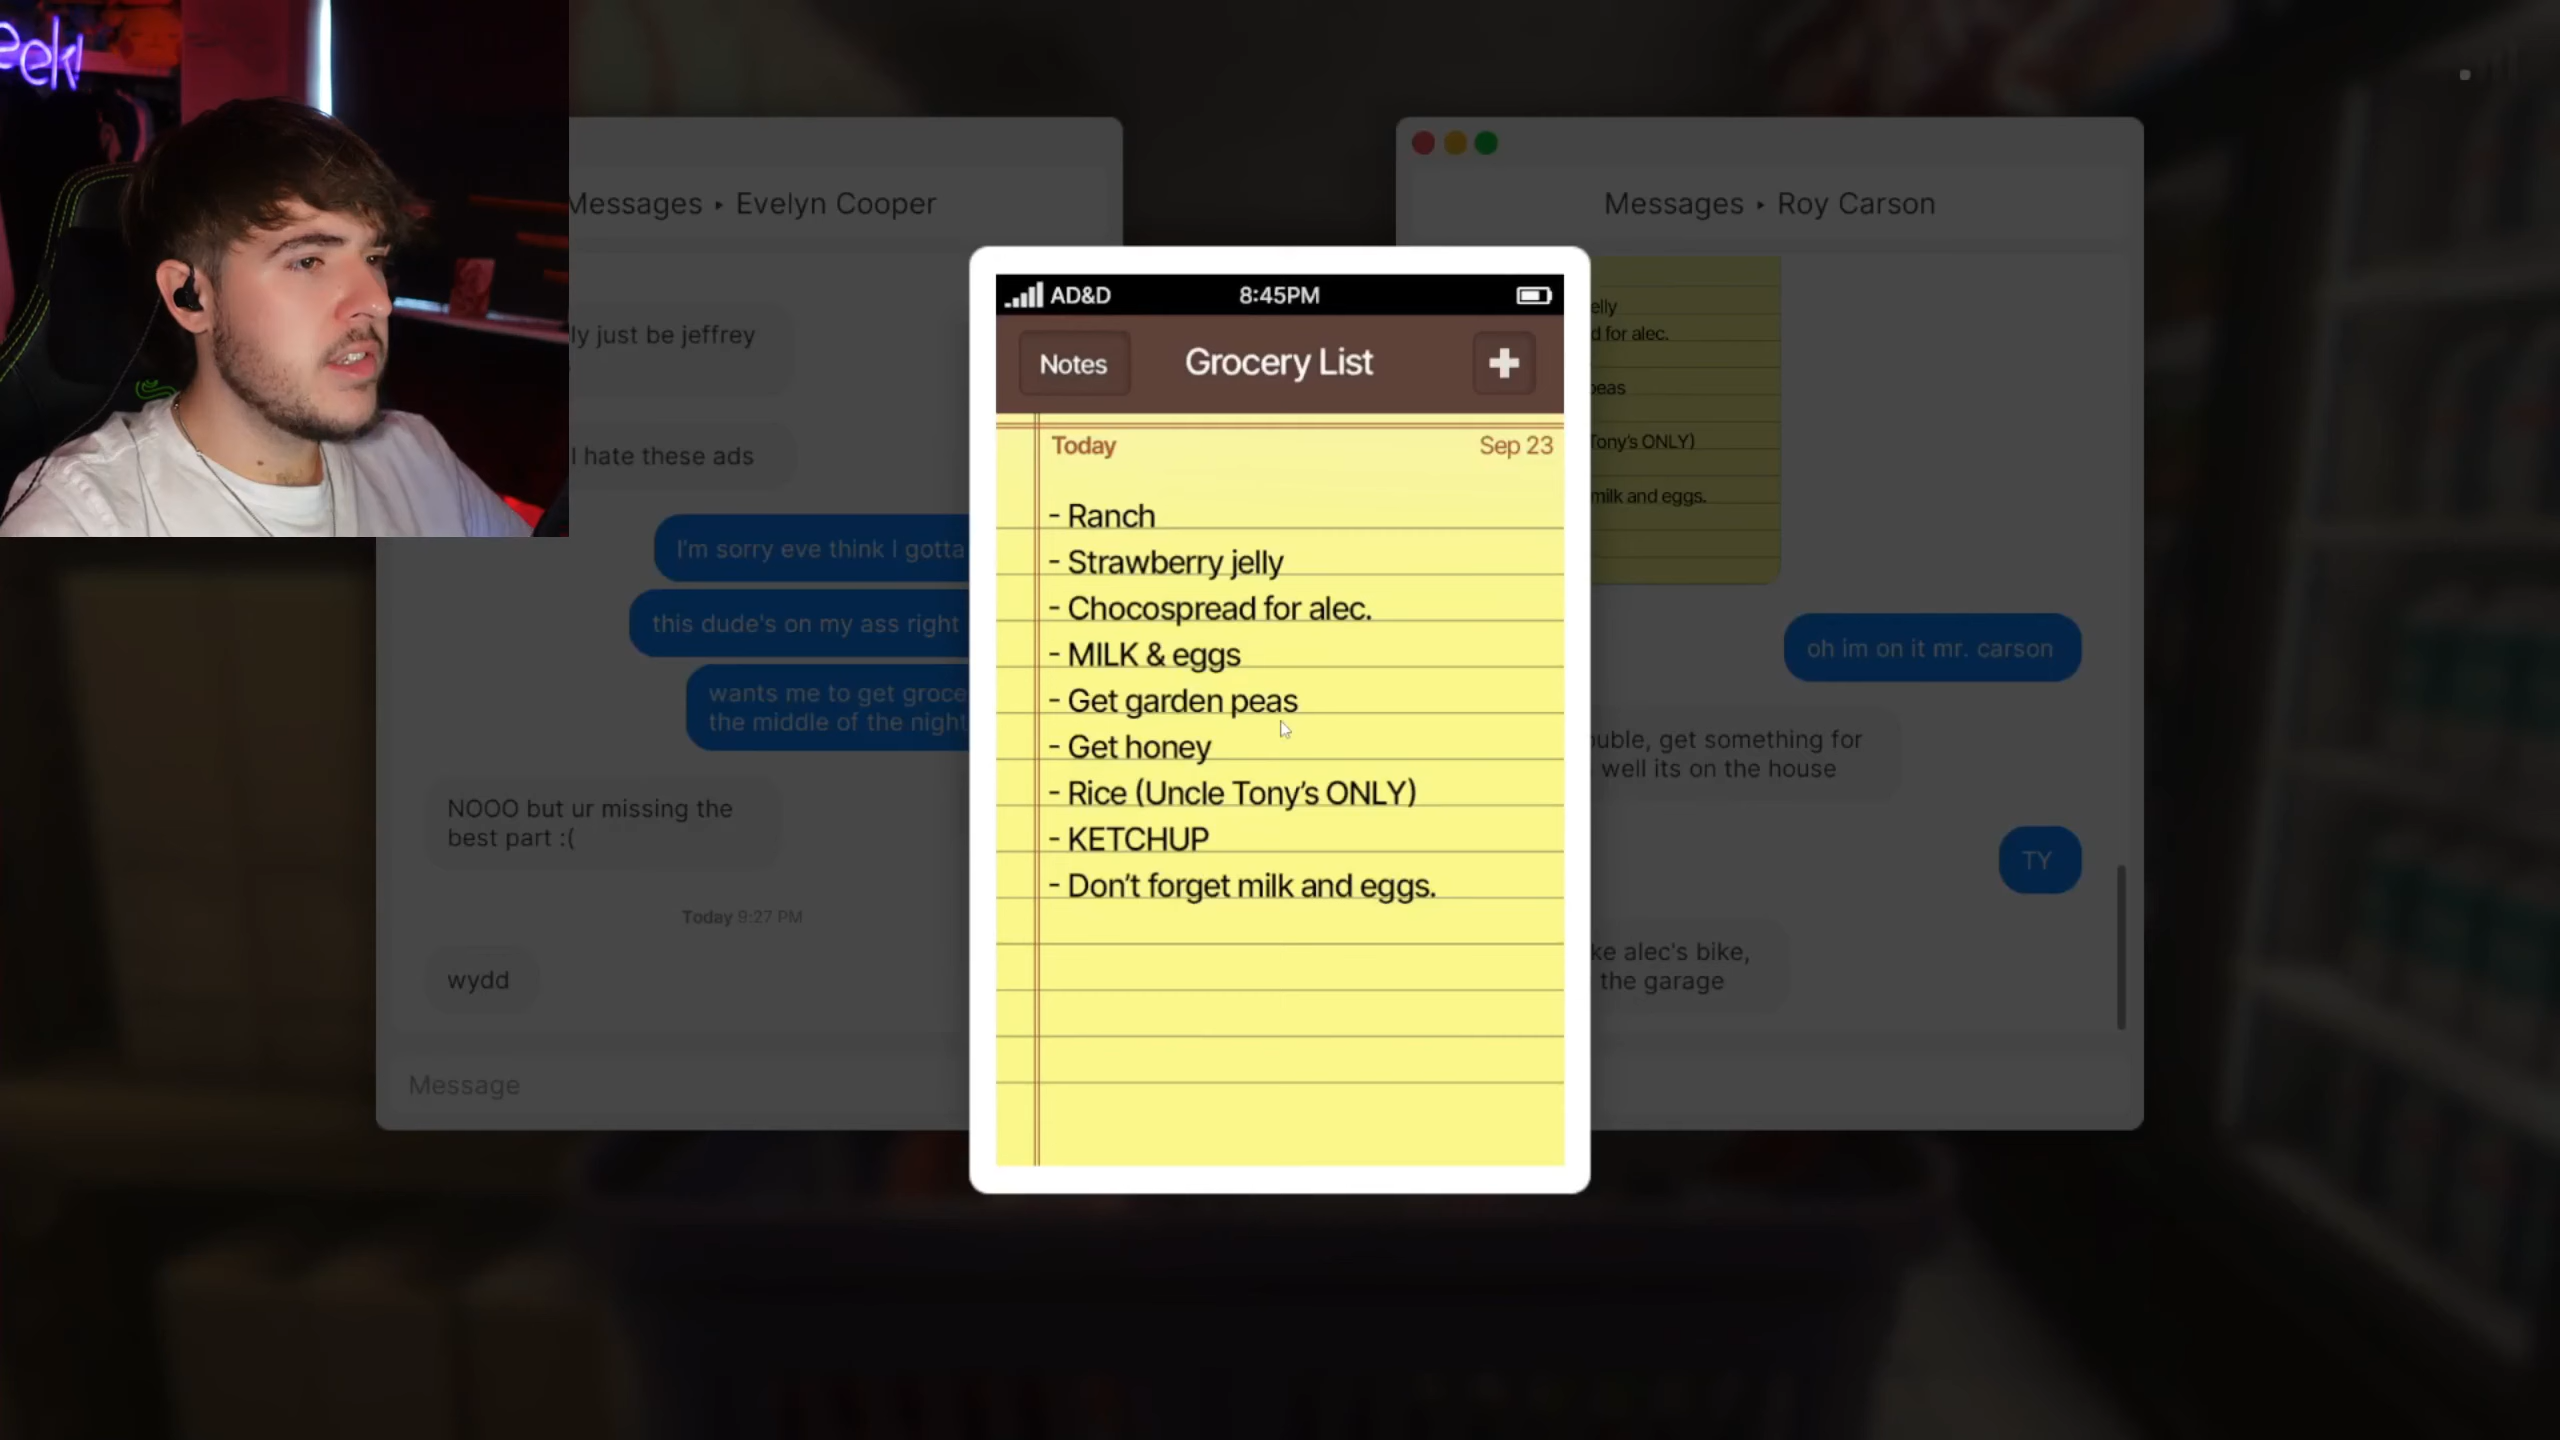 eek!
Messages ▸ Evelyn Cooper
ly just be jeffrey
I hate these ads
I'm sorry eve think I gotta
this dude's on my ass right
wants me to get groce
the middle of the night
NOOO but ur missing the
best part :(
Today 9:27 PM
wydd
Message
AD&D 8:45PM
Notes Grocery List +
Today Sep 23
- Ranch
- Strawberry jelly
- Chocospread for alec.
- MILK & eggs
- Get garden peas
- Get honey
- Rice (Uncle Tony's ONLY)
- KETCHUP
- Don't forget milk and eggs.
Messages ▸ Roy Carson
elly
d for alec.
peas
Tony's ONLY)
milk and eggs.
oh im on it mr. carson
uble, get something for
well its on the house
TY
ke alec's bike,
the garage